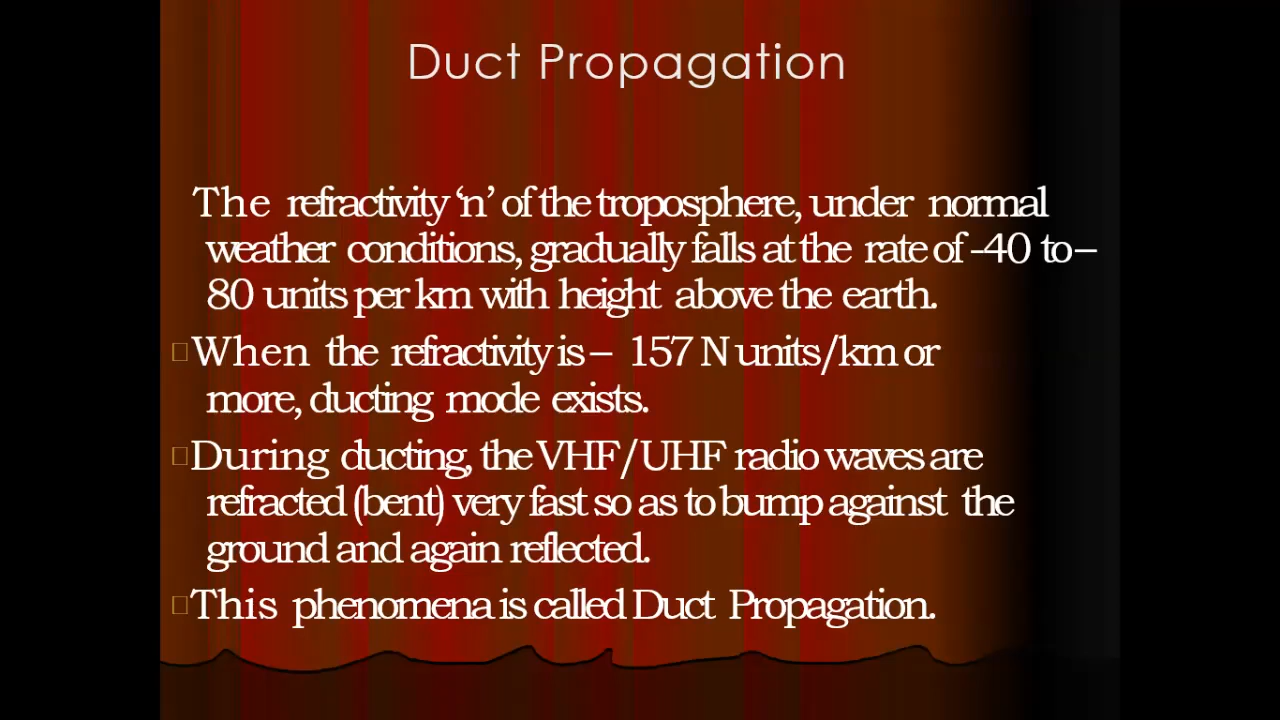 Duct Propagation
The refractivity ‘n’ of the troposphere, under normal
weather conditions, gradually falls at the rate of -40 to –
80 units per km with height above the earth.
When the refractivity is – 157 N units/km or
more, ducting mode exists.
During ducting, the VHF/UHF radio waves are
refracted (bent) very fast so as to bump against the
ground and again reflected.
This phenomena is called Duct Propagation.